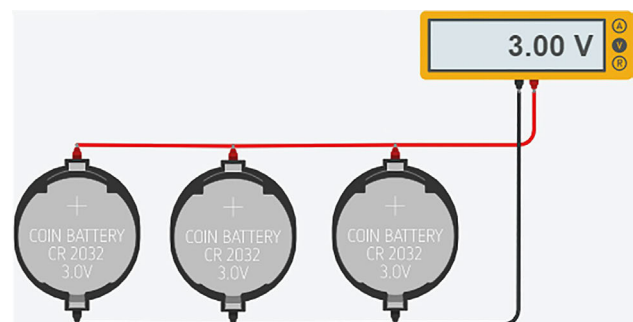 3.00 V
A
V
R
COIN BATTERY
CR 2032
3.0V
COIN BATTERY
CR 2032
3.0V
COIN BATTERY
CR 2032
3.0V